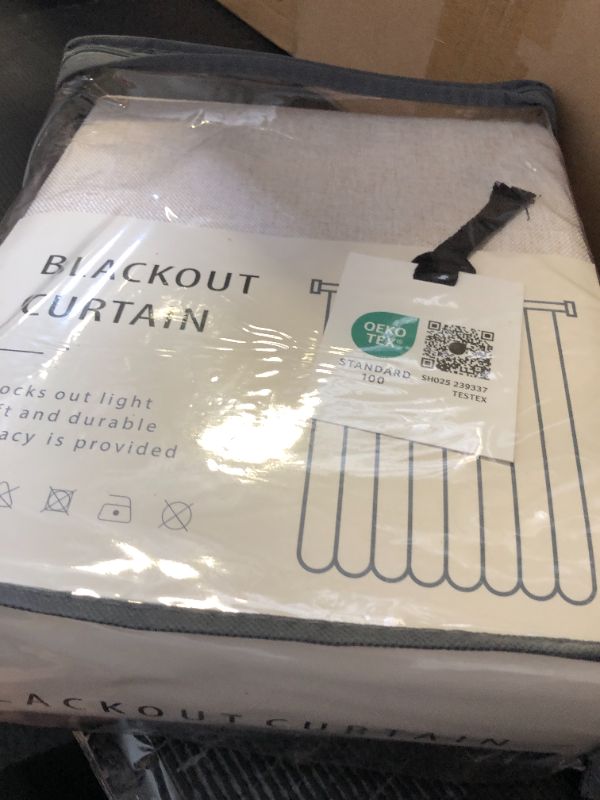 BLACKOUT
CURTAIN
ocks out light
ft and durable
acy is provided
OEKO
TEX®
STANDARD
100
SH025 239337
TESTEX
LACKOUT CURTAIN